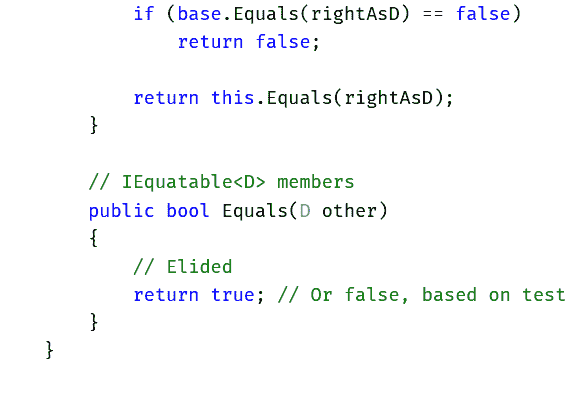 if (base.Equals(rightAsD) == false)
return false;
return this.Equals(rightAsD);
}
// IEquatable<D> members
public bool Equals(D other)
{
// Elided
return true; // Or false, based on test
}
}